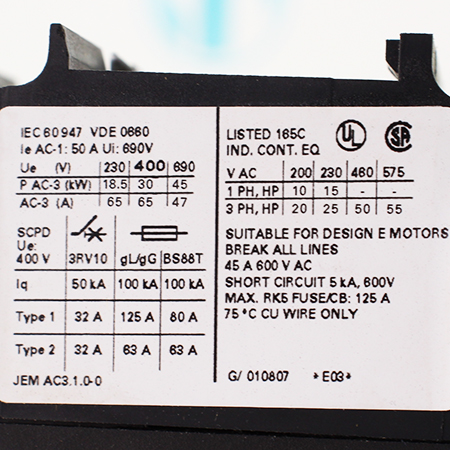 IEC 60947 VDE 0660
Ie AC-1: 50 A Ui: 690V
Ue (V) 230 400 690
P AC-3 (kW) 18.5 30 45
AC-3 (A) 65 65 47
SCPD
Ue:
400 V 3RV10 gL/gG BS88T
Iq 50 kA 100 kA 100 kA
Type 1 32 A 125 A 80 A
Type 2 32 A 63 A 63 A
JEM AC3.1.0-0
LISTED 165C
IND. CONT. EQ
UL
SA
V AC 200 230 460 575
1 PH, HP 10 15 - -
3 PH, HP 20 25 50 55
SUITABLE FOR DESIGN E MOTORS
BREAK ALL LINES
45 A 600 V AC
SHORT CIRCUIT 5 kA, 600V
MAX. RK5 FUSE/CB: 125 A
75 °C CU WIRE ONLY
G/ 010807 *E03*